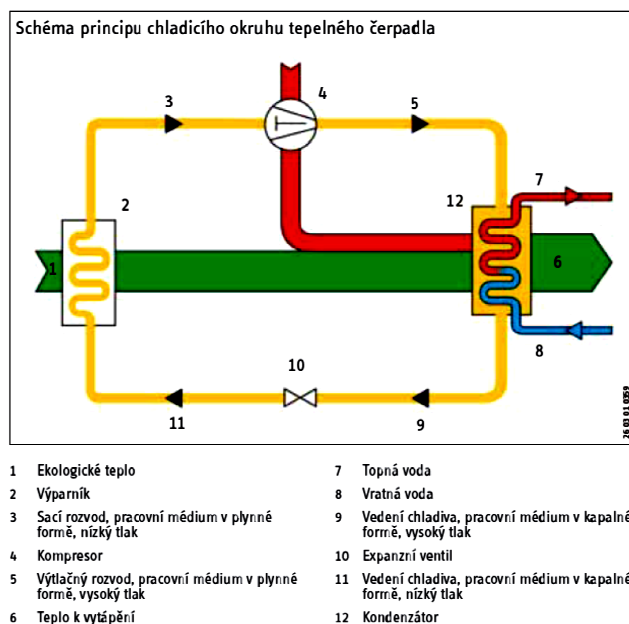 Schéma principu chladicího okruhu tepelného čerpadla
3
4
5
2
12
7
1
6
8
10
11
9
26 03 01 0059
1 Ekologické teplo
2 Výparník
3 Sací rozvod, pracovní médium v plynné
formě, nízký tlak
4 Kompresor
5 Výtlačný rozvod, pracovní médium v plynné
formě, vysoký tlak
6 Teplo k vytápění
7 Topná voda
8 Vratná voda
9 Vedení chladiva, pracovní médium v kapalné
formě, vysoký tlak
10 Expanzní ventil
11 Vedení chladiva, pracovní médium v kapalné
formě, nízký tlak
12 Kondenzátor